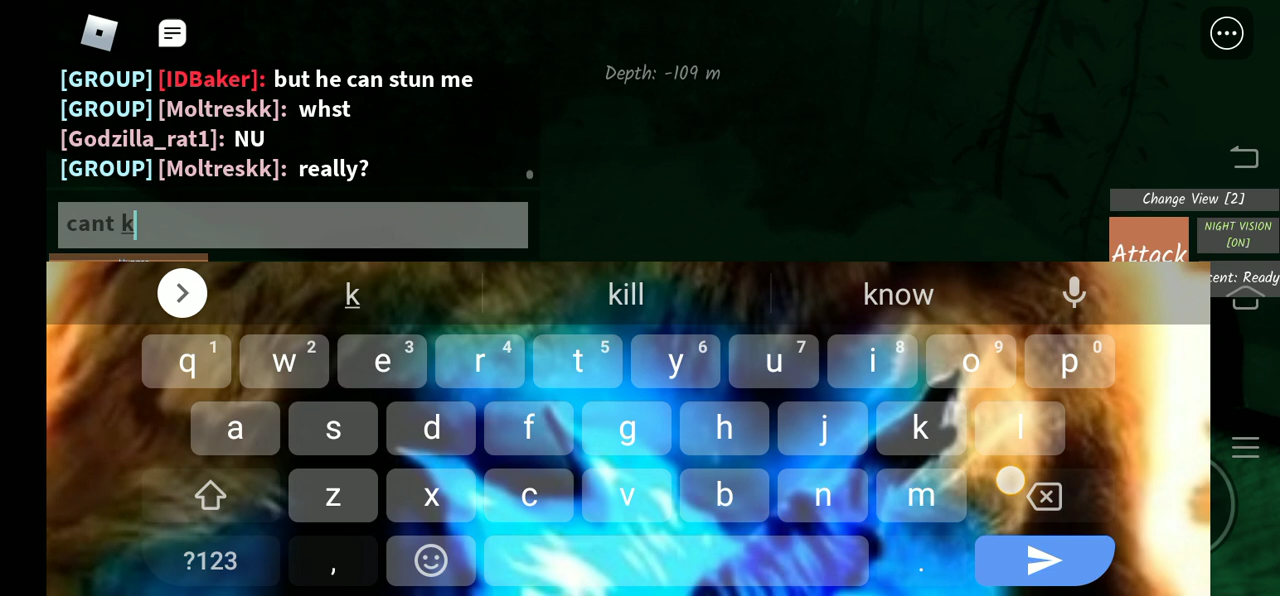 [GROUP] [IDBaker]: but he can stun me
[GROUP] [Moltreskk]: whst
[Godzilla_rat1]: NU
[GROUP] [Moltreskk]: really?
cant k
Depth: -109 m
Change View [2]
Attack
NIGHT VISION
[ON]
cent: Ready
k kill know
q 1 w 2 e 3 r 4 t 5 y 6 u 7 i 8 o 9 p 0
a s d f g h j k l
z x c v b n m
?123 , .